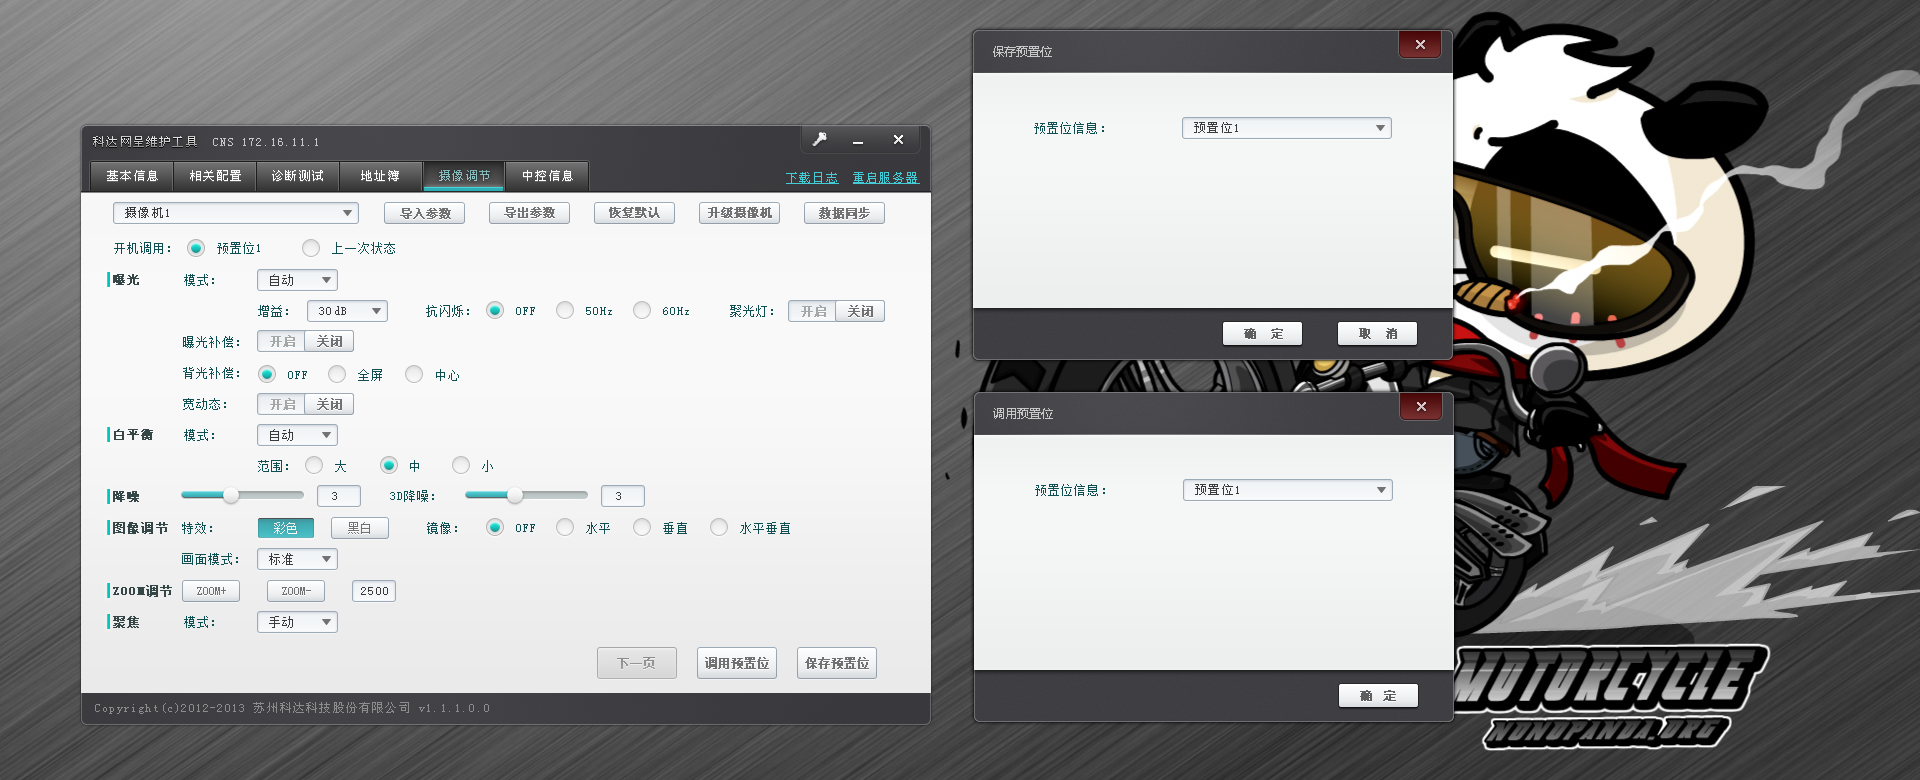 科达网呈维护工具 CNS 172.16.11.1
基本信息 相关配置 诊断测试 地址簿 摄像调节 中控信息 下载日志 重启服务器
摄像机1 导入参数 导出参数 恢复默认 升级摄像机 数据同步
开机调用: 预置位1 上一次状态
曝光 模式: 自动
增益: 30dB 抗闪烁: OFF 50Hz 60Hz 聚光灯: 开启 关闭
曝光补偿: 开启 关闭
背光补偿: OFF 全屏 中心
宽动态: 开启 关闭
白平衡 模式: 自动
范围: 大 中 小
降噪 3 3D降噪: 3
图像调节 特效: 彩色 黑白 镜像: OFF 水平 垂直 水平垂直
画面模式: 标准
ZOOM调节 ZOOM+ ZOOM- 2500
聚焦 模式: 手动
下一页 调用预置位 保存预置位
Copyright(c)2012-2013 苏州科达科技股份有限公司 v1.1.1.0.0
保存预置位
预置位信息: 预置位1
确 定 取 消
调用预置位
预置位信息: 预置位1
确 定
MOTORCYCLE
NONOPANDA.ORG